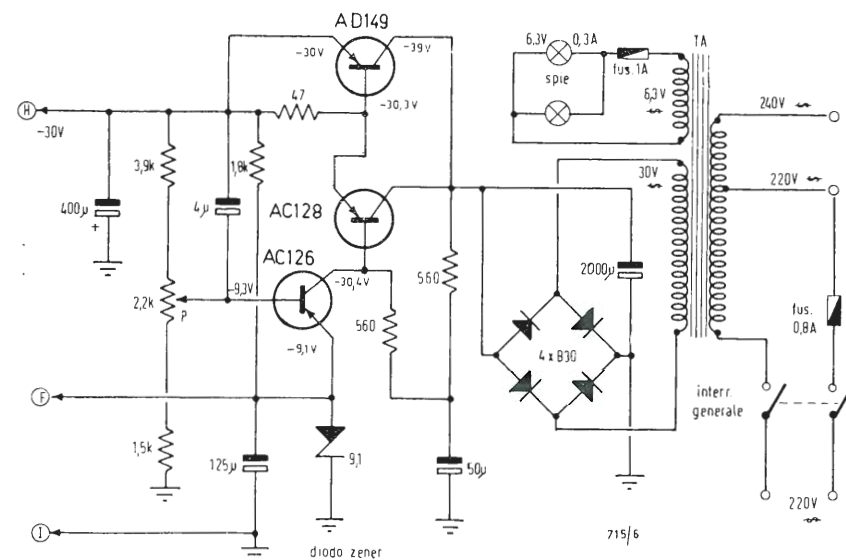 AD149
6,3V
0,3A
TA
-30V
-39V
spie
fus. 1A
6,3V
-30,3V
240V
H
-30V
47
3,9k
1,8k
30V
220V
400µ
+
4µ
AC128
AC126
-9,3V
-30,4V
560
2000µ
2,2k
P
560
fus.
0,8A
-9,1V
4 x B30
F
interr.
generale
1,5k
125µ
9,1
50µ
220V
I
diodo zener
715/6